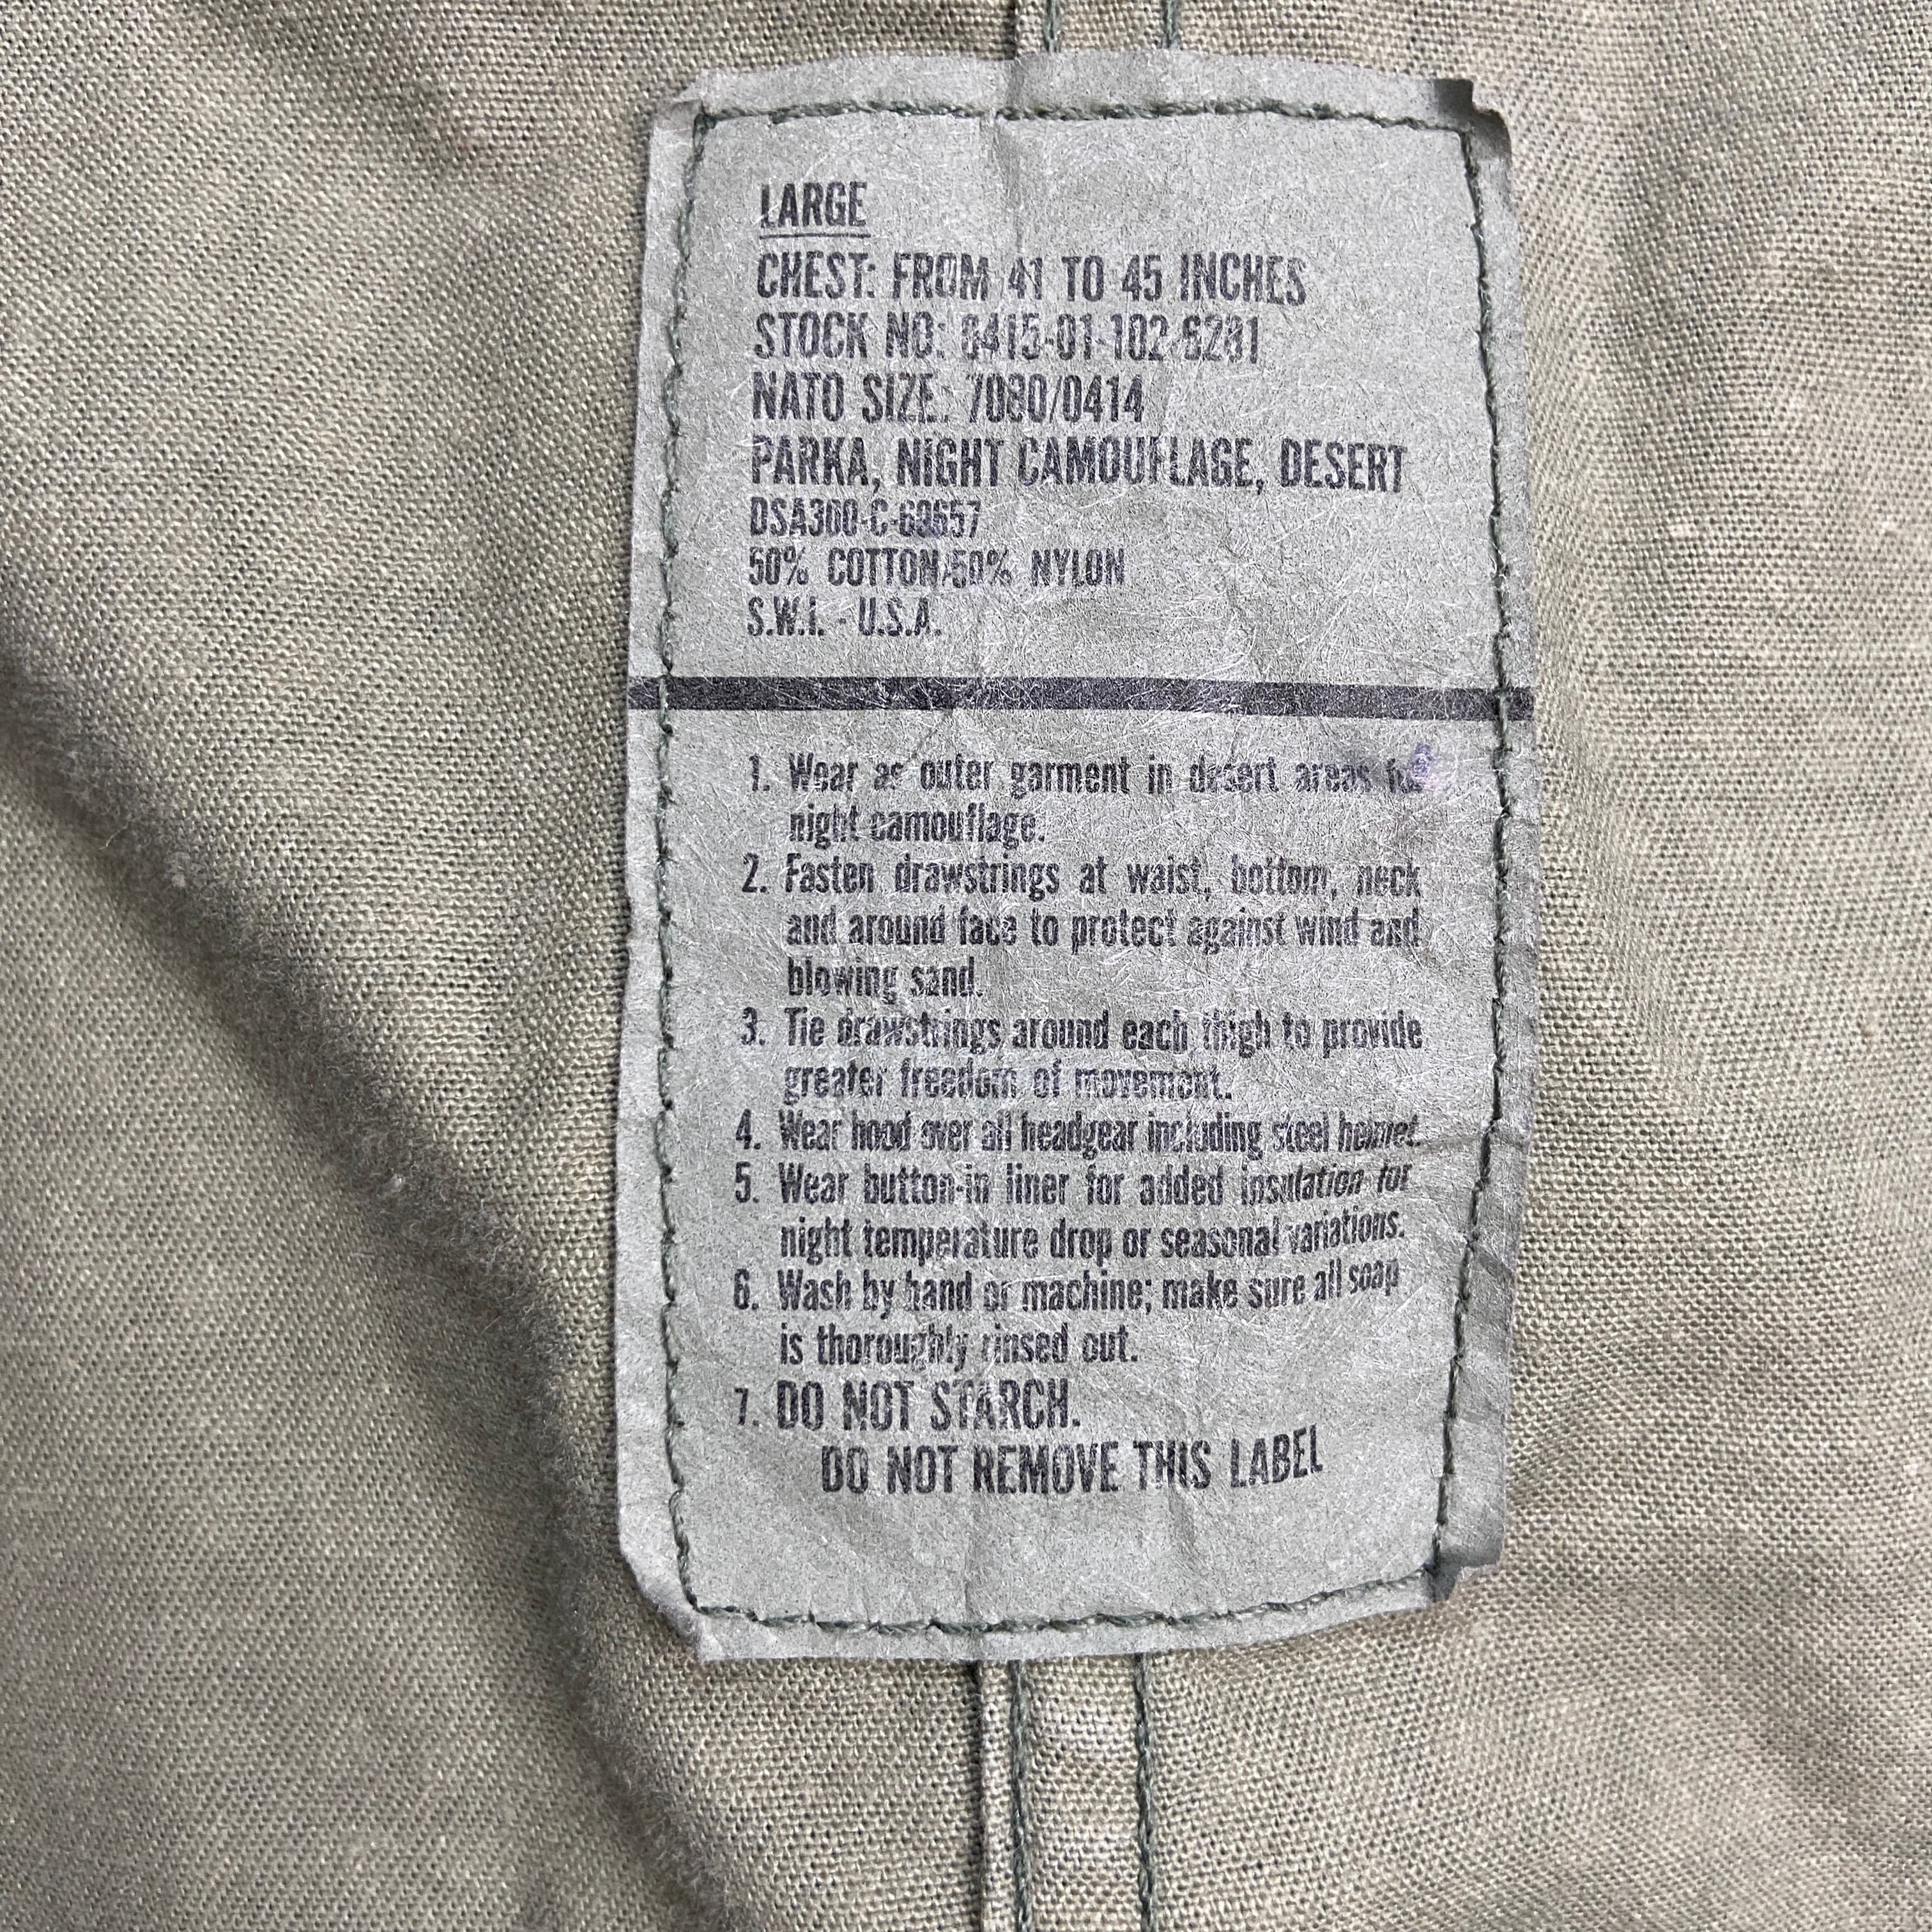 LARGE
CHEST: FROM 41 TO 45 INCHES
STOCK NO: 8415-01-102-6281
NATO SIZE: 7080/0414
PARKA, NIGHT CAMOUFLAGE, DESERT
DSA300-C-
50% COTTON/50% NYLON
S.W.I. - U.S.A.
1. Wear as outer garment in desert areas for
night camouflage.
2. Fasten drawstrings at waist, bottom, neck
and around face to protect against wind and
blowing sand.
3. Tie drawstrings around each thigh to provide
greater freedom of movement.
4. Wear hood over all headgear including steel helmet.
5. Wear button-in liner for added insulation for
night temperature drop or seasonal variations.
6. Wash by hand or machine; make sure all soap
is thoroughly rinsed out.
7. DO NOT STARCH.
DO NOT REMOVE THIS LABEL